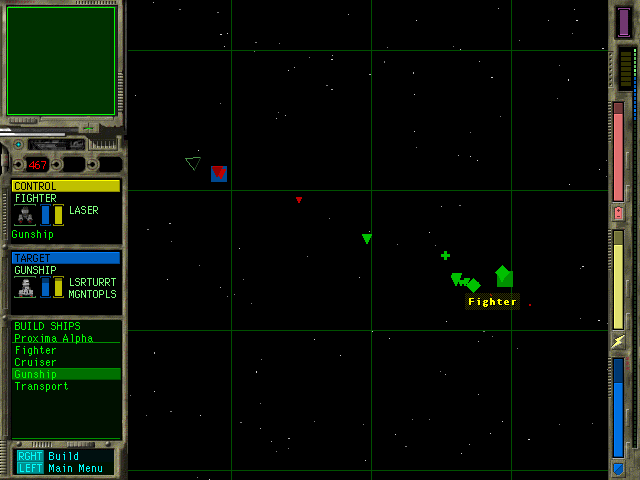 467
CONTROL
FIGHTER
LASER
Gunship
TARGET
GUNSHIP
LSRTURRT
MGNTOPLS
BUILD SHIPS
Proxima Alpha
Fighter
Cruiser
Gunship
Transport
RGHT Build
LEFT Main Menu
Fighter